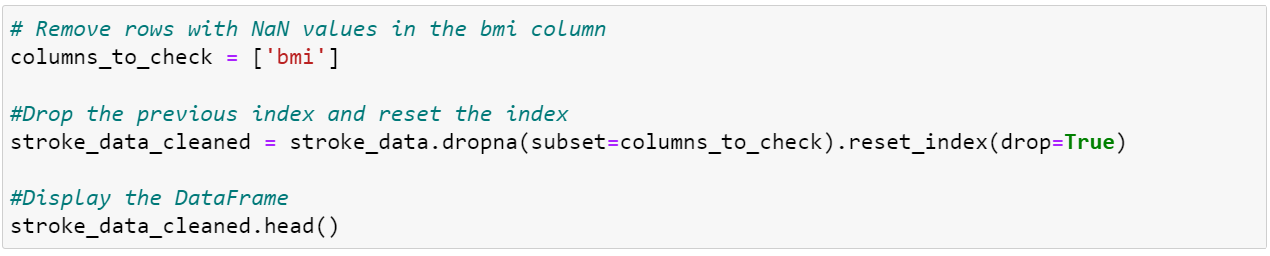 # Remove rows with NaN values in the bmi column
columns_to_check = ['bmi']
#Drop the previous index and reset the index
stroke_data_cleaned = stroke_data.dropna(subset=columns_to_check).reset_index(drop=True)
#Display the DataFrame
stroke_data_cleaned.head()